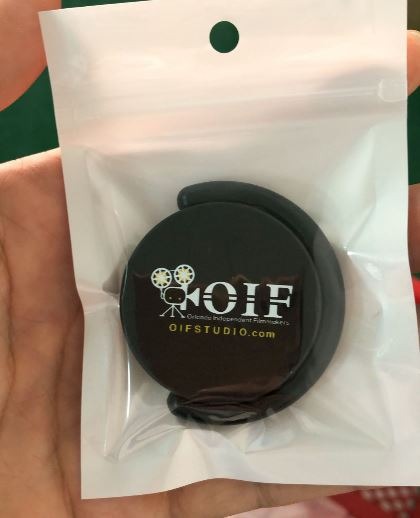 OIF
Orlando Independent Filmmakers
OIFSTUDIO.com